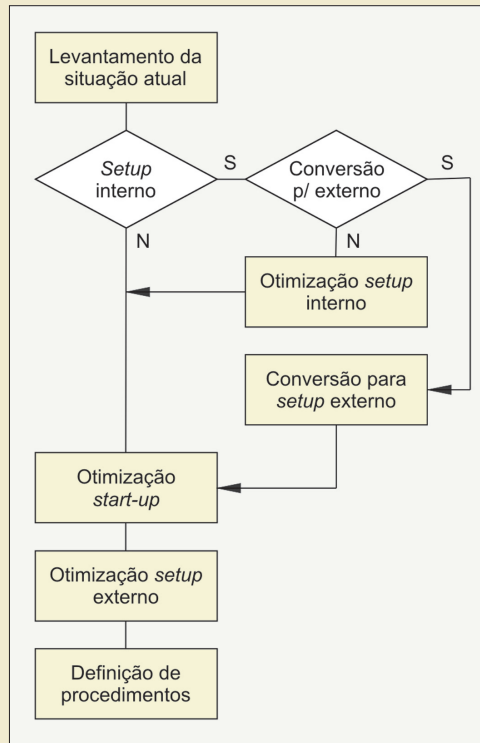 Levantamento da
situação atual
Setup
interno
S
Conversão
p/ externo
S
N
N
Otimização setup
interno
Conversão para
setup externo
Otimização
start-up
Otimização setup
externo
Definição de
procedimentos